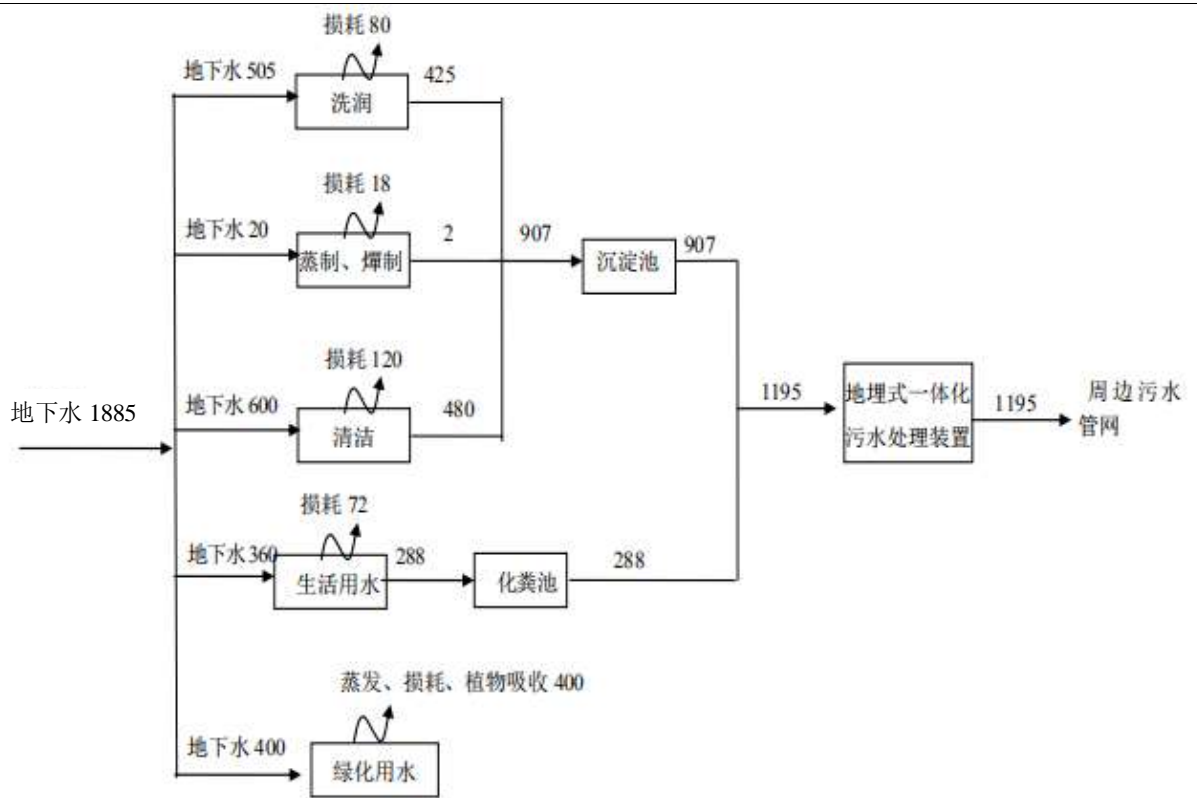 损耗 80
地下水 505
425
洗润
损耗 18
地下水 20
2
907
907
蒸制、燀制
沉淀池
损耗 120
地下水 600
480
清洁
地下水 1885
1195
地埋式一体化
污水处理装置
1195
周边污水
管网
损耗 72
地下水 360
288
288
生活用水
化粪池
蒸发、损耗、植物吸收 400
地下水 400
绿化用水